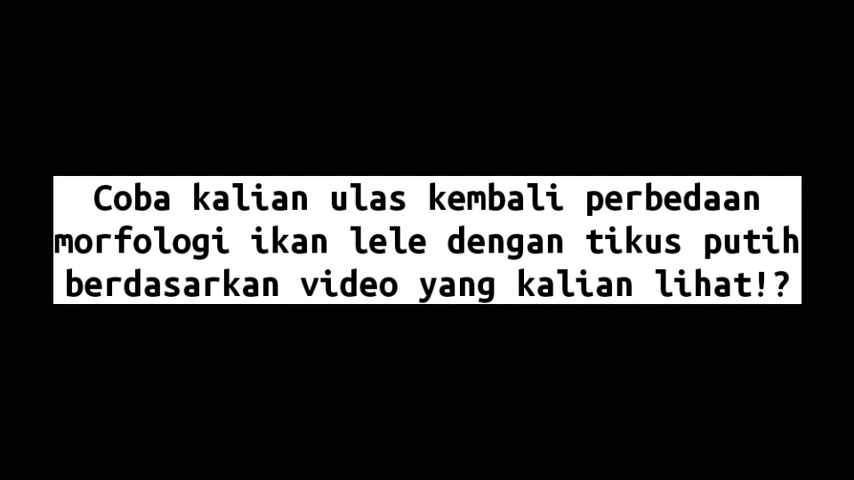 Coba kalian ulas kembali perbedaan
morfologi ikan lele dengan tikus putih
berdasarkan video yang kalian lihat!?